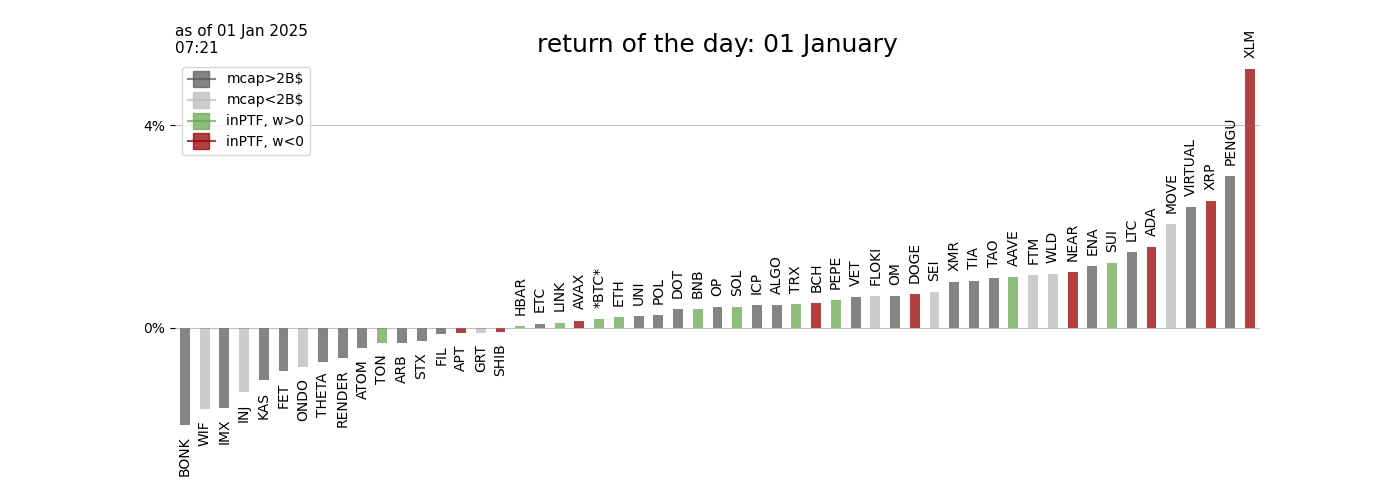 as of 01 Jan 2025
07:21
return of the day: 01 January
mcap>2B$
mcap<2B$
inPTF, w>0
inPTF, w<0
4%
0%
BONK
WIF
IMX
INJ
KAS
FET
ONDO
THETA
RENDER
ATOM
TON
ARB
STX
FIL
APT
GRT
SHIB
HBAR
ETC
LINK
AVAX
*BTC*
ETH
UNI
POL
DOT
BNB
OP
SOL
ICP
ALGO
TRX
BCH
PEPE
VET
FLOKI
OM
DOGE
SEI
XMR
TIA
TAO
AAVE
FTM
WLD
NEAR
ENA
SUI
LTC
ADA
MOVE
VIRTUAL
XRP
PENGU
XLM